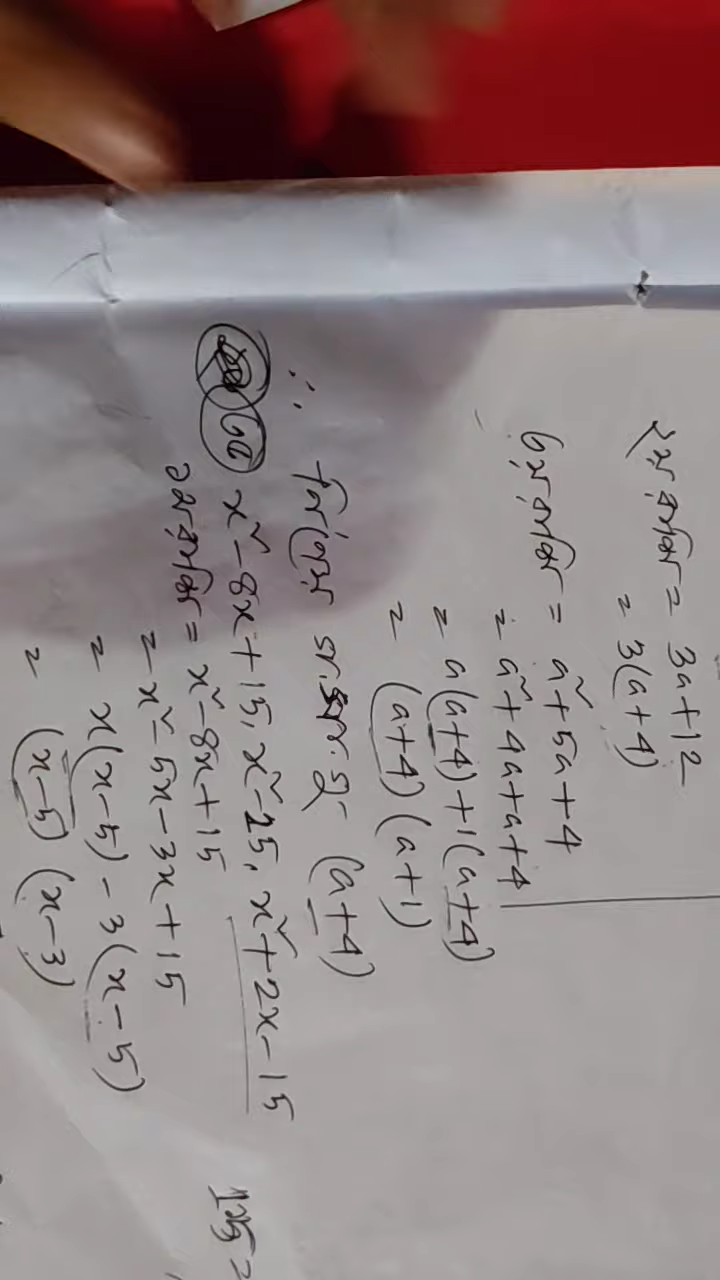 ২য় রাশি = 3a+12
= 3(a+4)
৩য় রাশি = a²+5a+4
= a²+4a+a+4
= a(a+4)+1(a+4)
= (a+4)(a+1)
∴ নির্ণেয় গ.সা.গু (a+4)
x²-8x+15, x²-25, x²+2x-15
১ম রাশি = x²-8x+15
= x²-5x-3x+15
= x(x-5)-3(x-5)
= (x-5)(x-3)